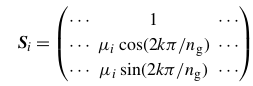 ⋯ 1 ⋯
S_i = ⋯ μ_i cos(2kπ/n_g) ⋯
⋯ μ_i sin(2kπ/n_g) ⋯